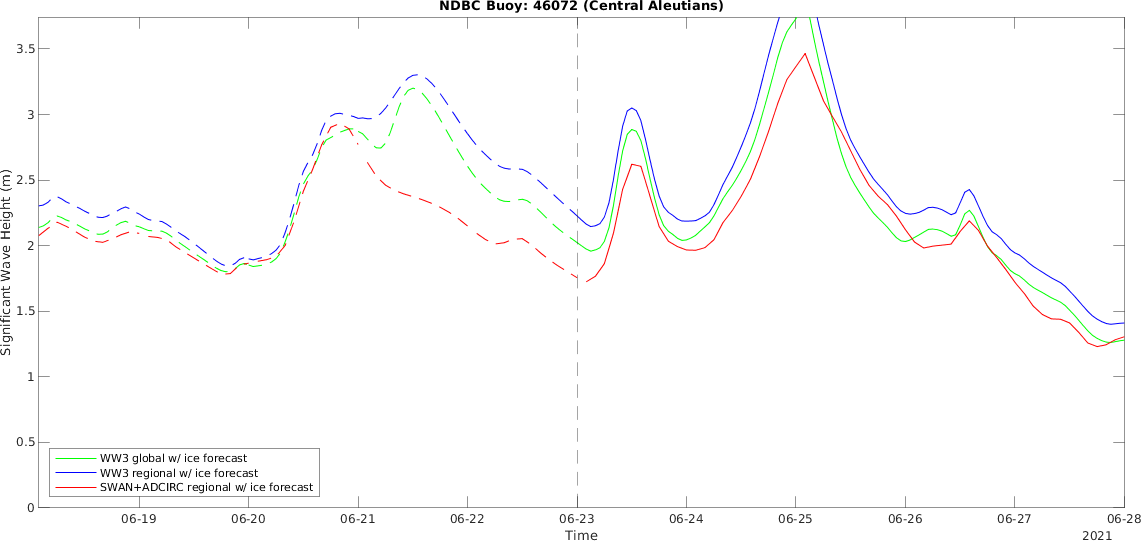 NDBC Buoy: 46072 (Central Aleutians)
3.5
3
2.5
2
1.5
1
0.5
0
Significant Wave Height (m)
WW3 global w/ ice forecast
WW3 regional w/ ice forecast
SWAN+ADCIRC regional w/ ice forecast
06-19 06-20 06-21 06-22 06-23 06-24 06-25 06-26 06-27 06-28
Time
2021